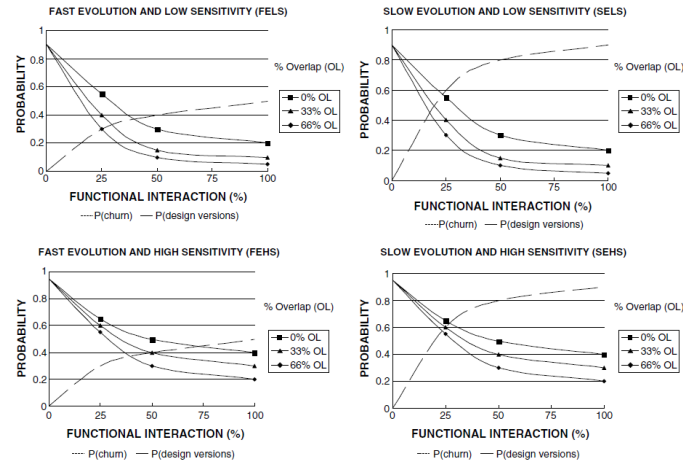 FAST EVOLUTION AND LOW SENSITIVITY (FELS)
PROBABILITY
1
0.8
0.6
0.4
0.2
0
0 25 50 75 100
FUNCTIONAL INTERACTION (%)
P(churn) P(design versions)
% Overlap (OL)
0% OL
33% OL
66% OL
SLOW EVOLUTION AND LOW SENSITIVITY (SELS)
PROBABILITY
1
0.8
0.6
0.4
0.2
0
0 25 50 75 100
FUNCTIONAL INTERACTION (%)
P(churn) P(design versions)
% Overlap (OL)
0% OL
33% OL
66% OL
FAST EVOLUTION AND HIGH SENSITIVITY (FEHS)
PROBABILITY
1
0.8
0.6
0.4
0.2
0
0 25 50 75 100
FUNCTIONAL INTERACTION (%)
P(churn) P(design versions)
% Overlap (OL)
0% OL
33% OL
66% OL
SLOW EVOLUTION AND HIGH SENSITIVITY (SEHS)
PROBABILITY
1
0.8
0.6
0.4
0.2
0
0 25 50 75 100
FUNCTIONAL INTERACTION (%)
P(churn) P(design versions)
% Overlap (OL)
0% OL
33% OL
66% OL